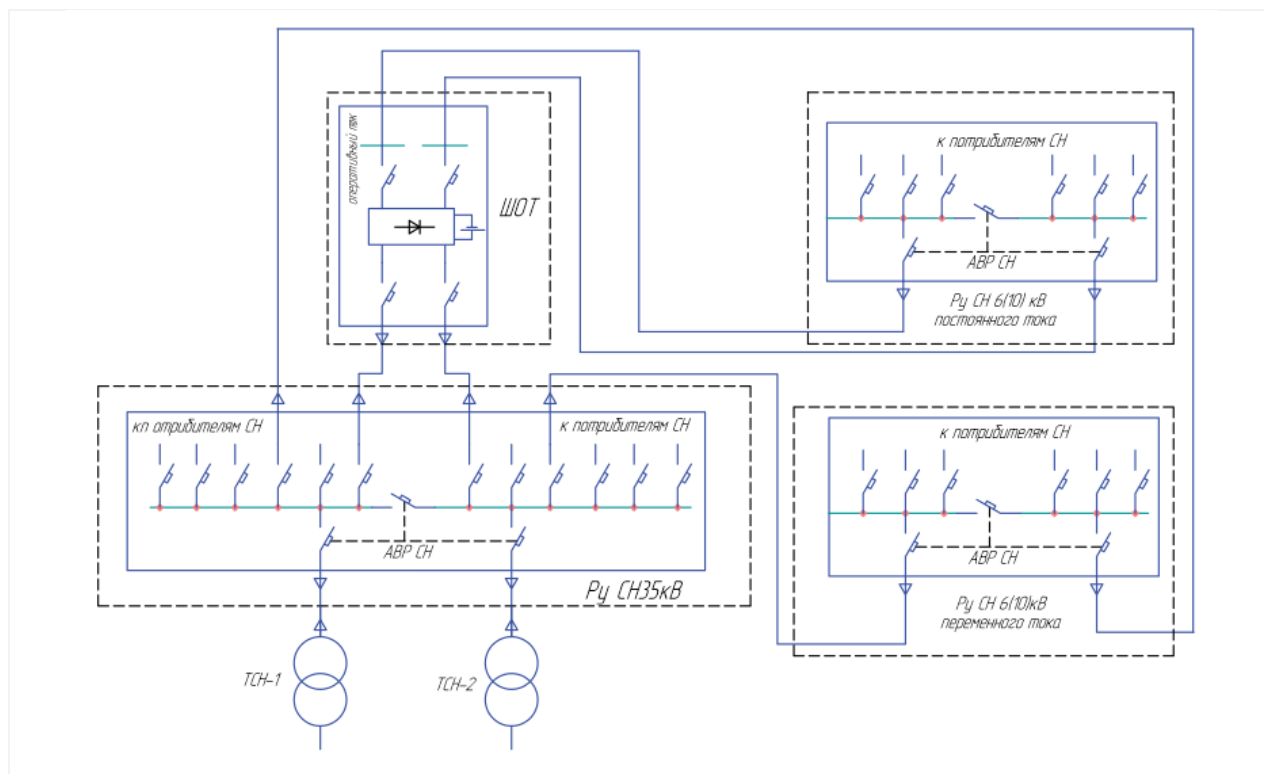 оперативный ток
ШОТ
к потрибителям СН
АВР СН
Ру СН 6(10) кВ
постоянного тока
кп отрибителям СН
к потрибителям СН
АВР СН
Ру СН35кВ
к потрибителям СН
АВР СН
Ру СН 6(10)кВ
переменного тока
ТСН-1
ТСН-2